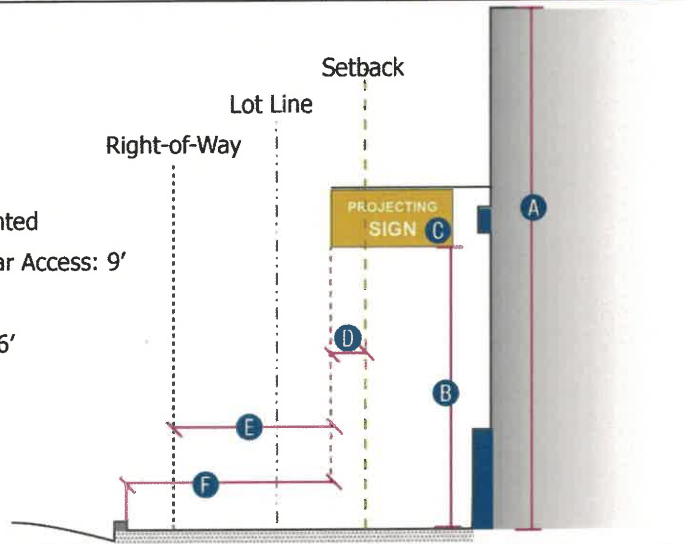 Setback
Lot Line
Right-of-Way
PROJECTING
SIGN
C
A
nted
ar Access: 9'
6'
D
B
E
F